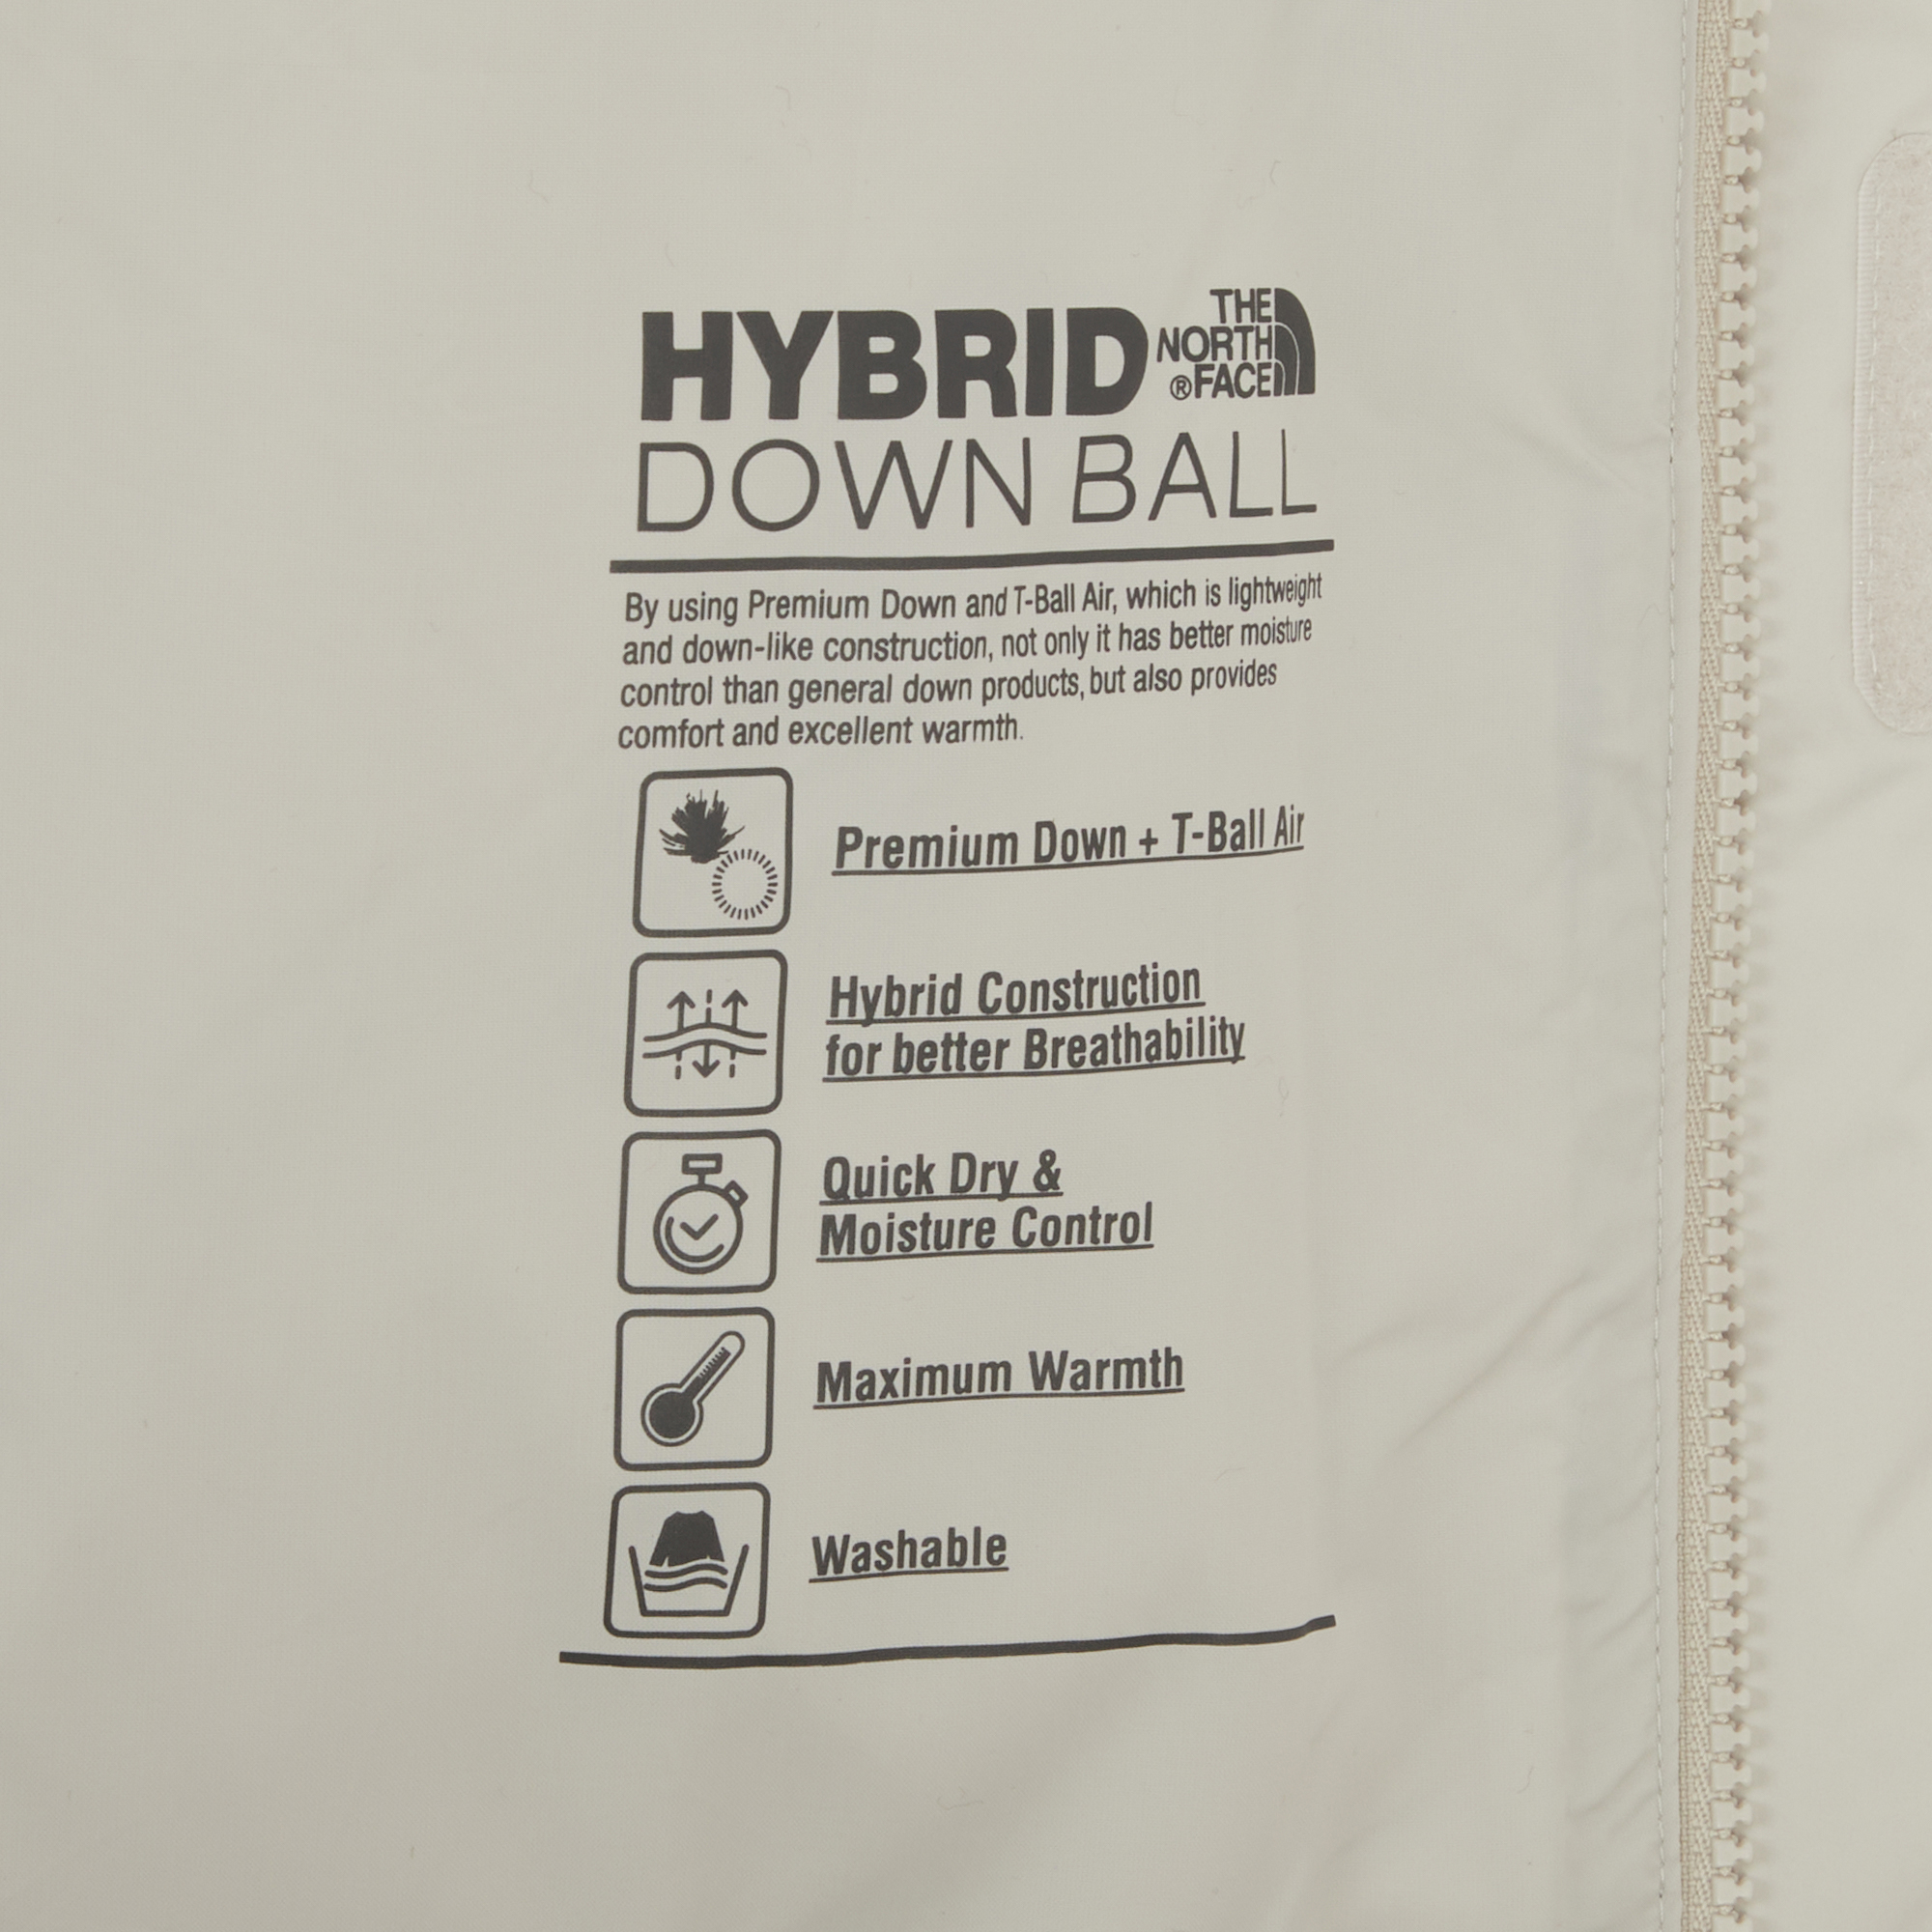 HYBRID
THE
NORTH
®FACE
DOWN BALL
By using Premium Down and T-Ball Air, which is lightweight
and down-like construction, not only it has better moisture
control than general down products, but also provides
comfort and excellent warmth.
Premium Down + T-Ball Air
Hybrid Construction
for better Breathability
Quick Dry &
Moisture Control
Maximum Warmth
Washable